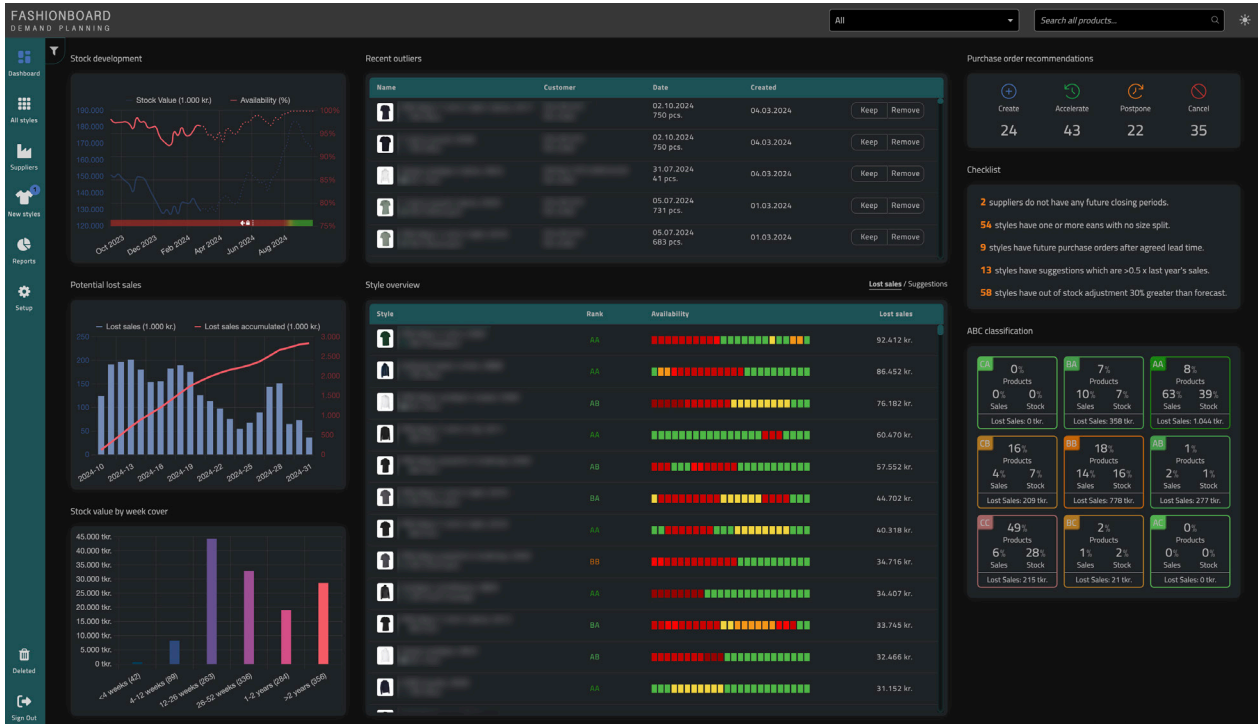 FASHIONBOARD
DEMAND PLANNING
All
Search all products...
Dashboard
All styles
Suppliers
1
New styles
Reports
Setup
Deleted
Sign Out
Stock development
Stock Value (1.000 kr.) Availability (%)
190.000 100%
180.000
170.000 95%
160.000 90%
150.000
140.000 85%
130.000 80%
120.000 75%
Oct 2023 Dec 2023 Feb 2024 Apr 2024 Jun 2024 Aug 2024
Potential lost sales
Lost sales (1.000 kr.) Lost sales accumulated (1.000 kr.)
250 3.000
200 2.500
2.000
150
1.500
100
1.000
50 500
0 0
2024-10 2024-13 2024-16 2024-19 2024-22 2024-25 2024-28 2024-31
Stock value by week cover
45.000 tkr.
40.000 tkr.
35.000 tkr.
30.000 tkr.
25.000 tkr.
20.000 tkr.
15.000 tkr.
10.000 tkr.
5.000 tkr.
0 tkr.
<4 weeks (42) 4-12 weeks (89) 12-26 weeks (263) 26-52 weeks (336) 1-2 years (284) >2 years (356)
Recent outliers
Name Customer Date Created
02.10.2024
750 pcs. 04.03.2024 Keep Remove
02.10.2024
750 pcs. 04.03.2024 Keep Remove
31.07.2024
41 pcs. 04.03.2024 Keep Remove
05.07.2024
731 pcs. 01.03.2024 Keep Remove
05.07.2024
683 pcs. 01.03.2024 Keep Remove
Style overview Lost sales / Suggestions
Style Rank Availability Lost sales
AA 92.412 kr.
AA 86.452 kr.
AB 76.182 kr.
AA 60.470 kr.
AB 57.552 kr.
BA 44.702 kr.
AA 40.318 kr.
BB 34.716 kr.
AA 34.407 kr.
BA 33.745 kr.
AB 32.466 kr.
AA 31.152 kr.
Purchase order recommendations
Create Accelerate Postpone Cancel
24 43 22 35
Checklist
2 suppliers do not have any future closing periods.
54 styles have one or more eans with no size split.
9 styles have future purchase orders after agreed lead time.
13 styles have suggestions which are >0.5 x last year's sales.
58 styles have out of stock adjustment 30% greater than forecast.
ABC classification
CA 0% BA 7% AA 8%
Products Products Products
0% 0% 10% 7% 63% 39%
Sales Stock Sales Stock Sales Stock
Lost Sales: 0 tkr. Lost Sales: 358 tkr. Lost Sales: 1.044 tkr.
CB 16% BB 18% AB 1%
Products Products Products
4% 7% 14% 16% 2% 1%
Sales Stock Sales Stock Sales Stock
Lost Sales: 209 tkr. Lost Sales: 778 tkr. Lost Sales: 277 tkr.
CC 49% BC 2% AC 0%
Products Products Products
6% 28% 1% 2% 0% 0%
Sales Stock Sales Stock Sales Stock
Lost Sales: 215 tkr. Lost Sales: 21 tkr. Lost Sales: 0 tkr.